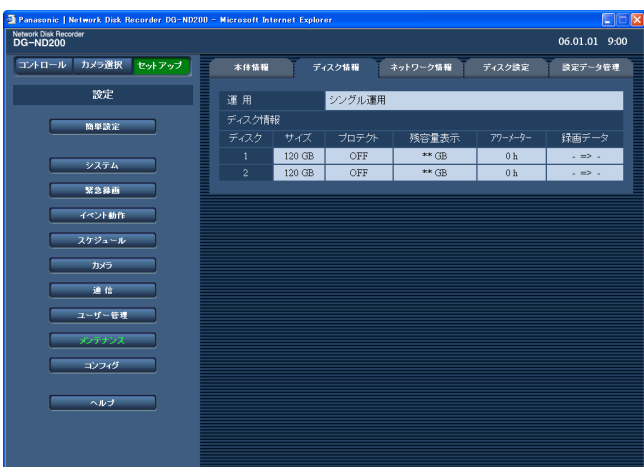 Panasonic | Network Disk Recorder DG-ND200 - Microsoft Internet Explorer
Network Disk Recorder
DG-ND200
06.01.01 9:00
コントロール カメラ選択 セットアップ
本体情報 ディスク情報 ネットワーク情報 ディスク設定 設定データ管理
設定
簡単設定
システム
緊急録画
イベント動作
スケジュール
カメラ
通信
ユーザー管理
メンテナンス
コンフィグ
ヘルプ
運用 シングル運用
ディスク情報
ディスク サイズ プロテクト 残容量表示 アワーメーター 録画データ
1 120 GB OFF ** GB 0 h - => -
2 120 GB OFF ** GB 0 h - => -